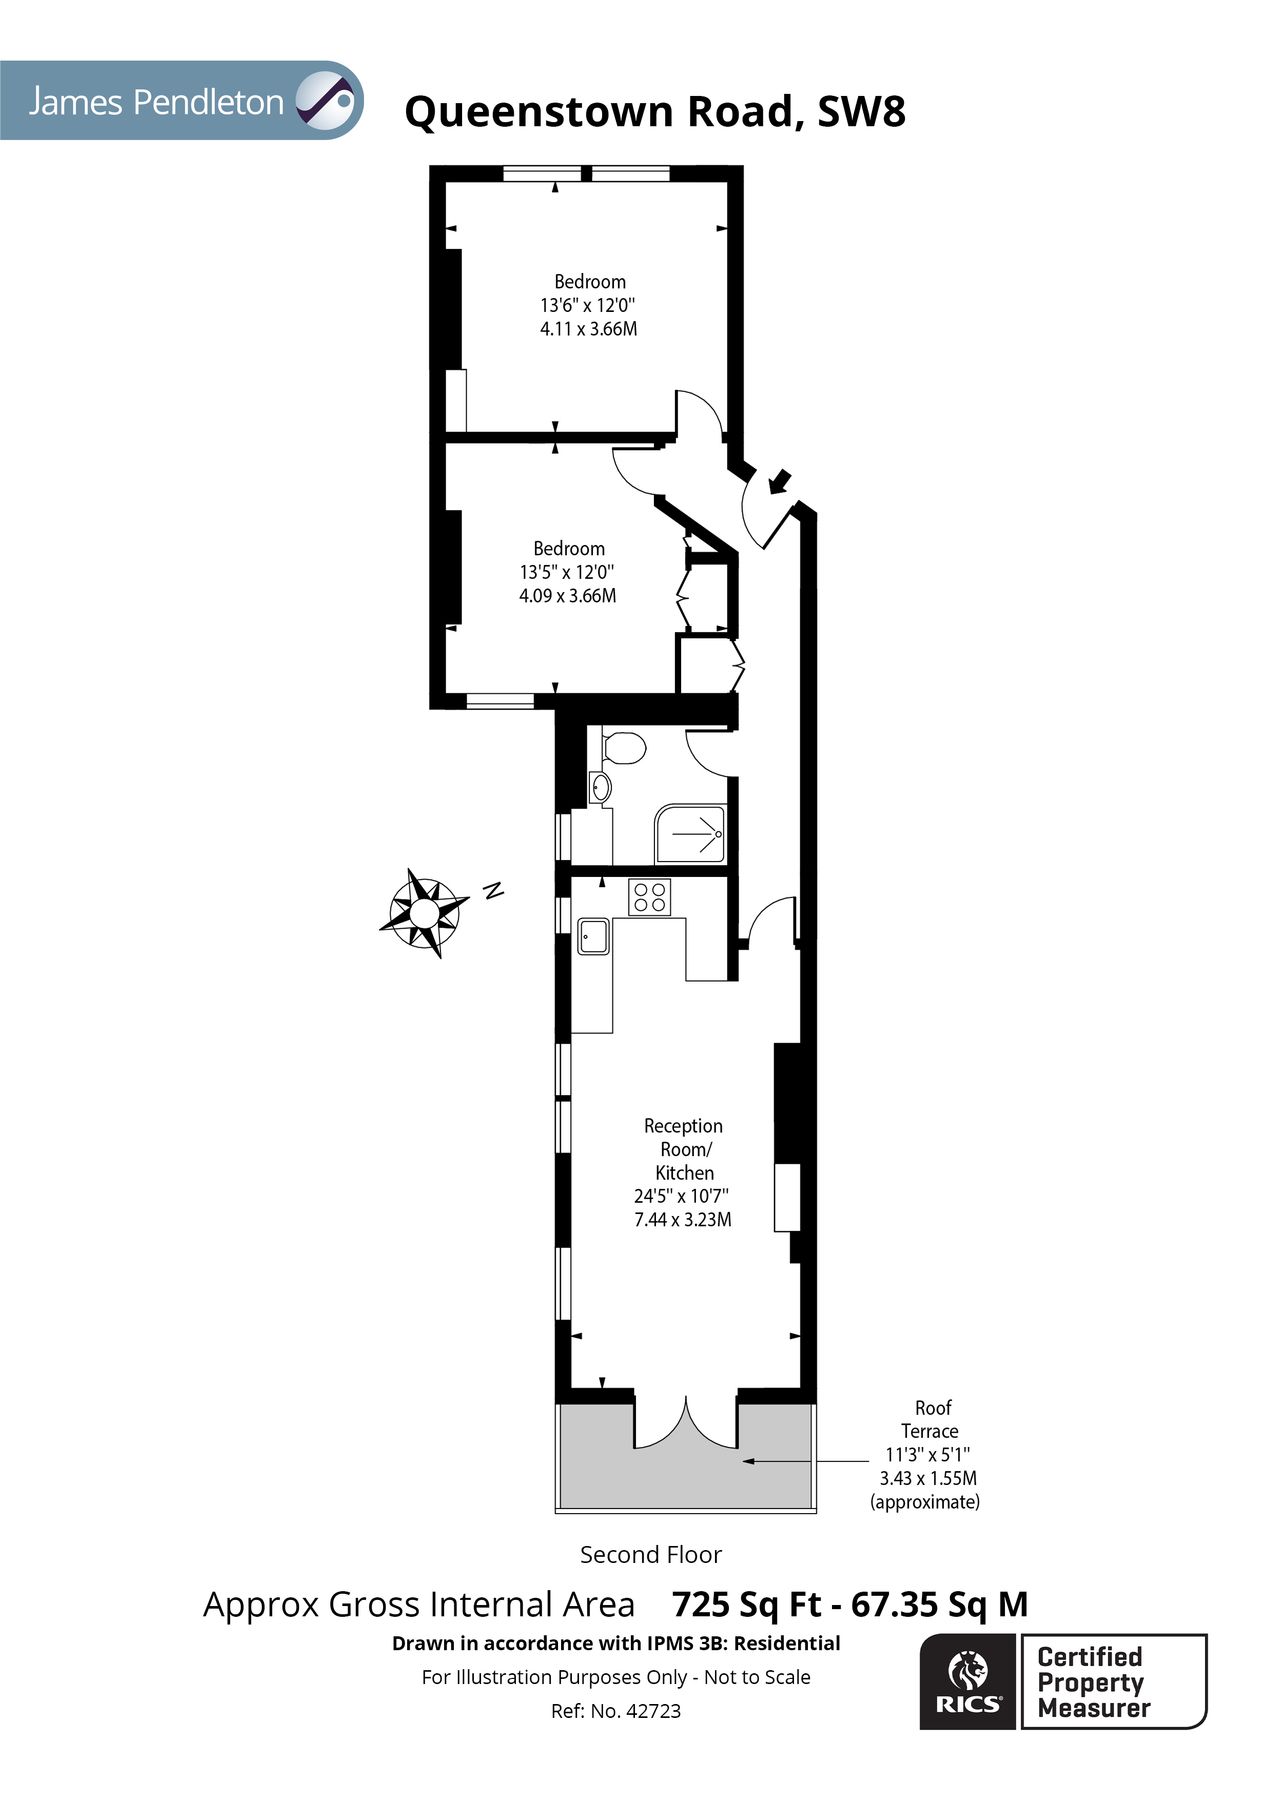 James Pendleton
Queenstown Road, SW8
Bedroom
13'6" x 12'0"
4.11 x 3.66M
Bedroom
13'5" x 12'0"
4.09 x 3.66M
N
Reception
Room/
Kitchen
24'5" x 10'7"
7.44 x 3.23M
Roof
Terrace
11'3" x 5'1"
3.43 x 1.55M
(approximate)
Second Floor
Approx Gross Internal Area 725 Sq Ft - 67.35 Sq M
Drawn in accordance with IPMS 3B: Residential
For Illustration Purposes Only - Not to Scale
Ref: No. 42723
RICS
Certified
Property
Measurer